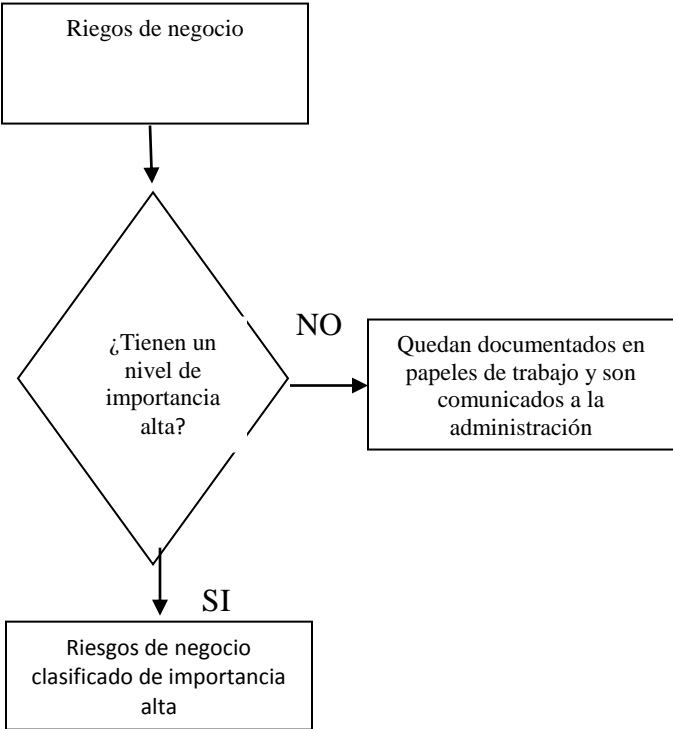 Riegos de negocio
¿Tienen un
nivel de
importancia
alta?
NO
Quedan documentados en
papeles de trabajo y son
comunicados a la
administración
SI
Riesgos de negocio
clasificado de importancia
alta